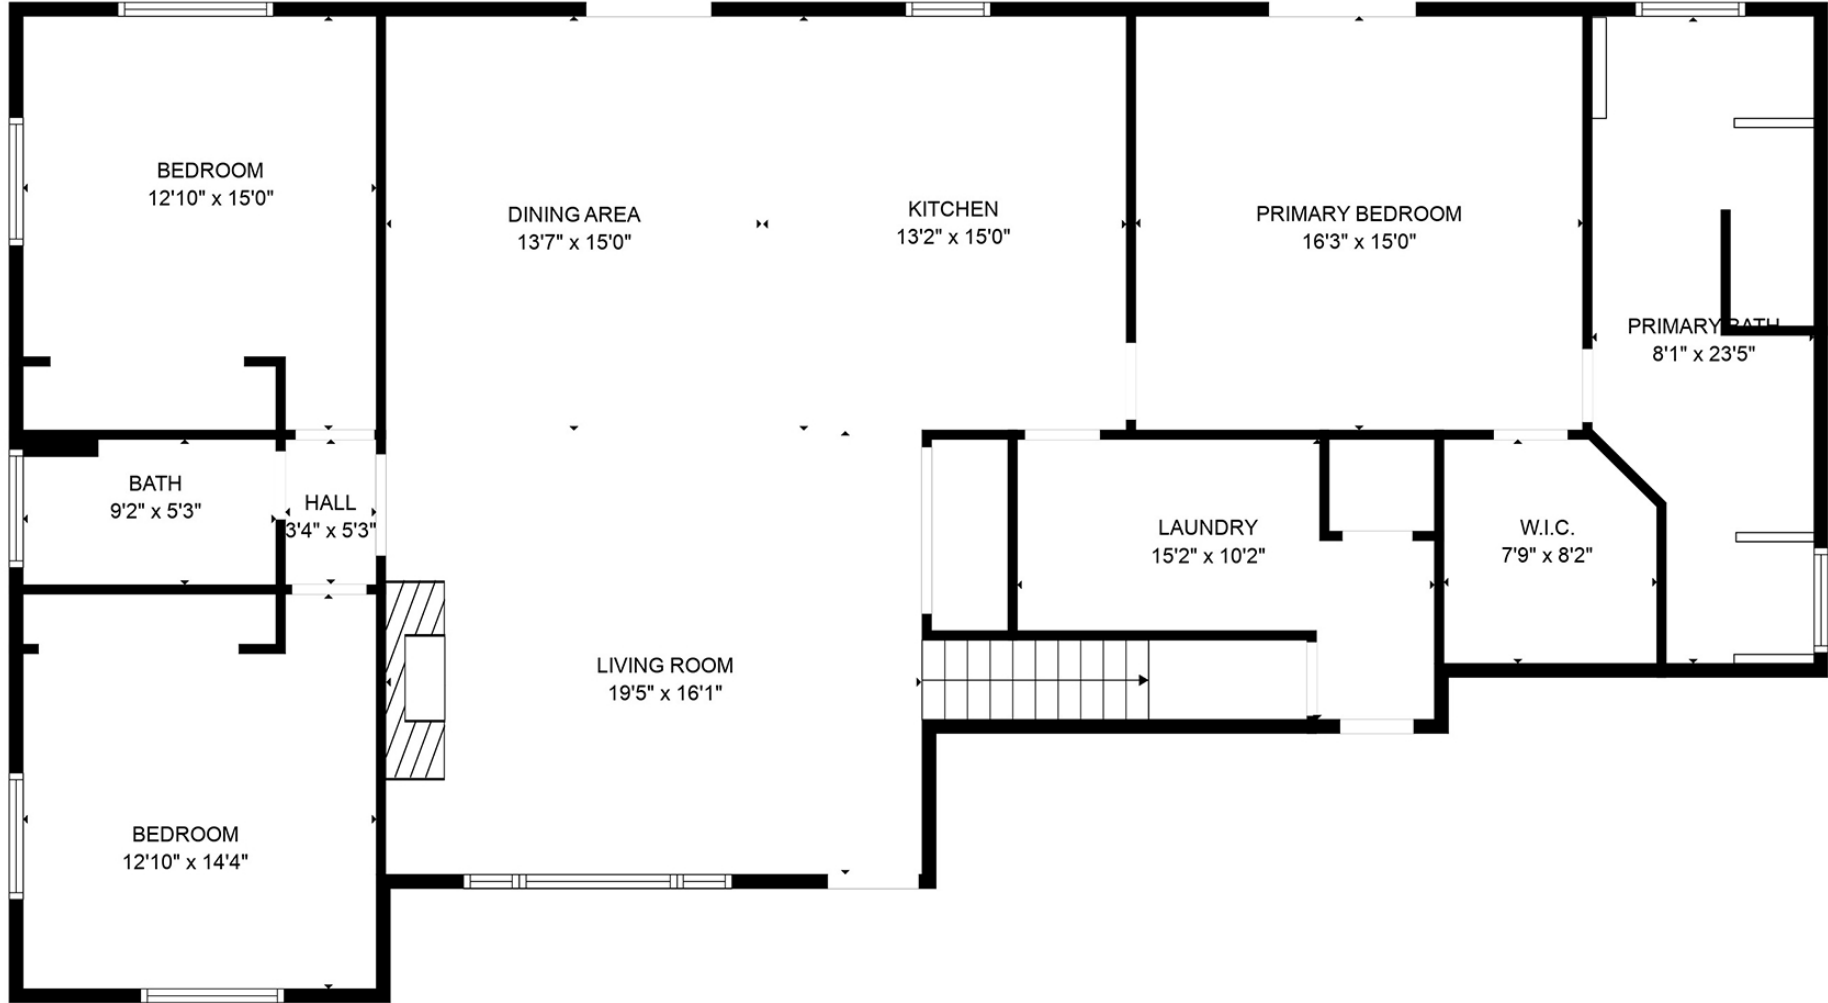 BEDROOM
12'10" x 15'0"
DINING AREA
13'7" x 15'0"
KITCHEN
13'2" x 15'0"
PRIMARY BEDROOM
16'3" x 15'0"
PRIMARY BATH
8'1" x 23'5"
BATH
9'2" x 5'3"
HALL
3'4" x 5'3"
LAUNDRY
15'2" x 10'2"
W.I.C.
7'9" x 8'2"
LIVING ROOM
19'5" x 16'1"
BEDROOM
12'10" x 14'4"